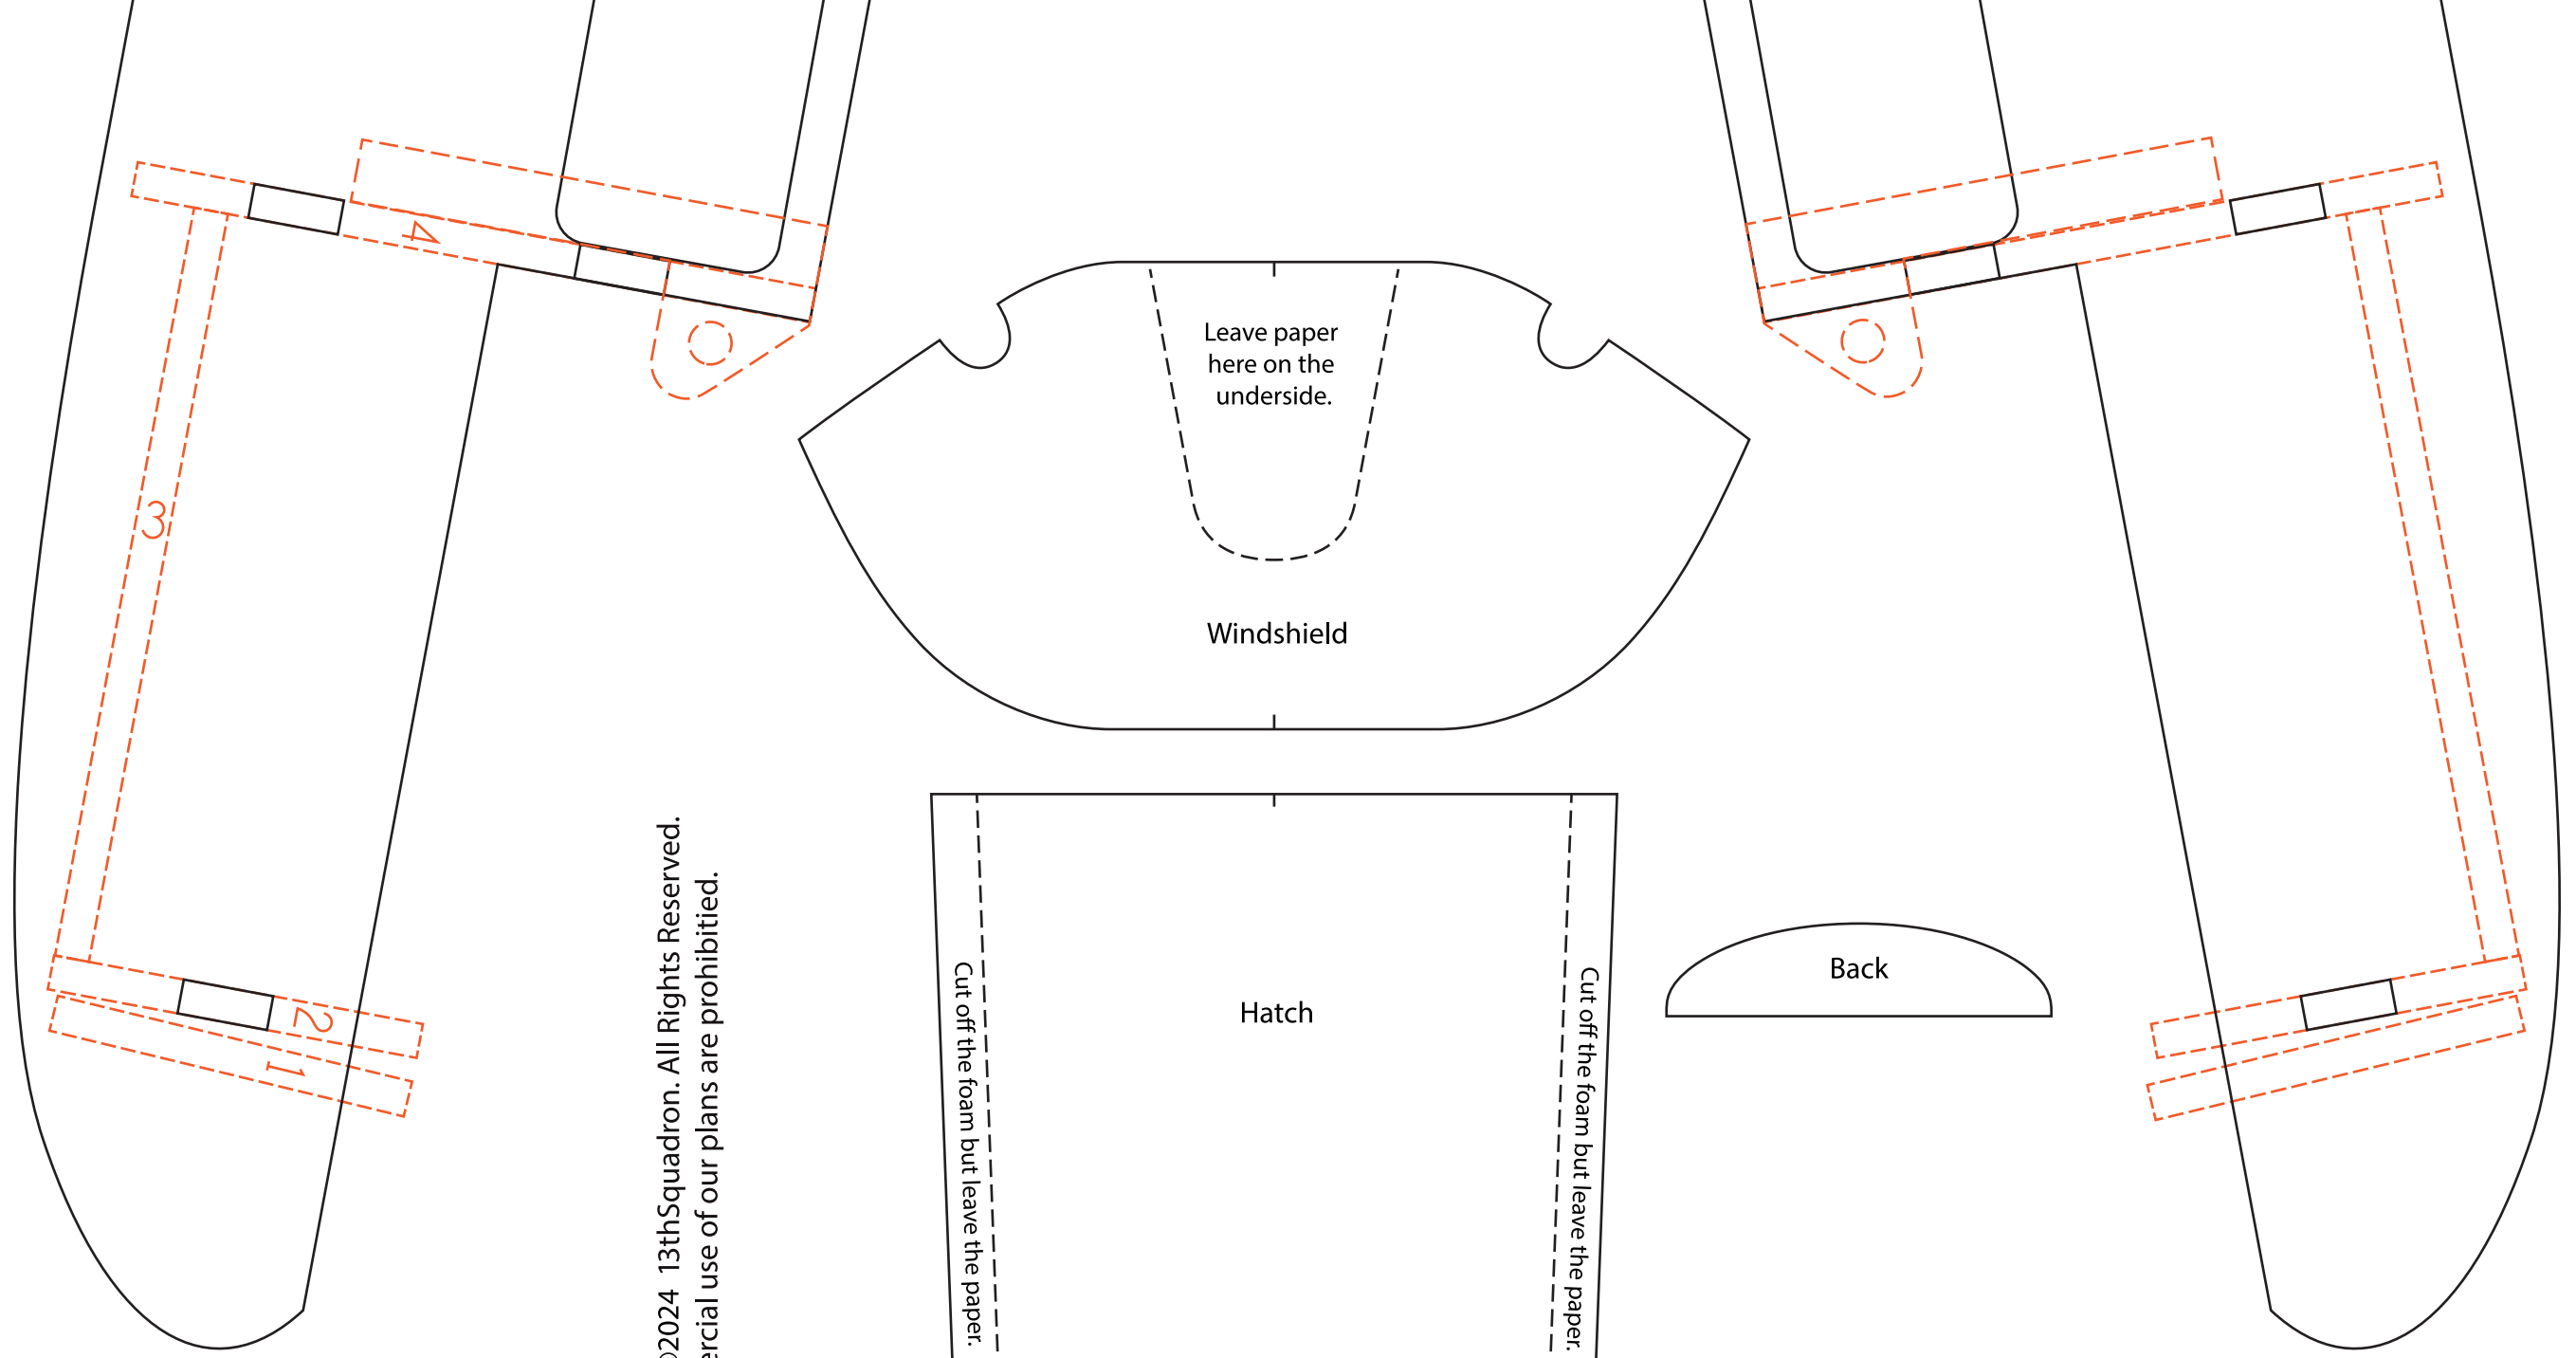 4
Leave paper
here on the
underside.
3
Windshield
2024 13thSquadron. All Rights Reserved.
use of our plans are prohibitied.
Cut off the foam but leave the paper.
Hatch
Cut off the foam but leave the paper.
Back
2
1